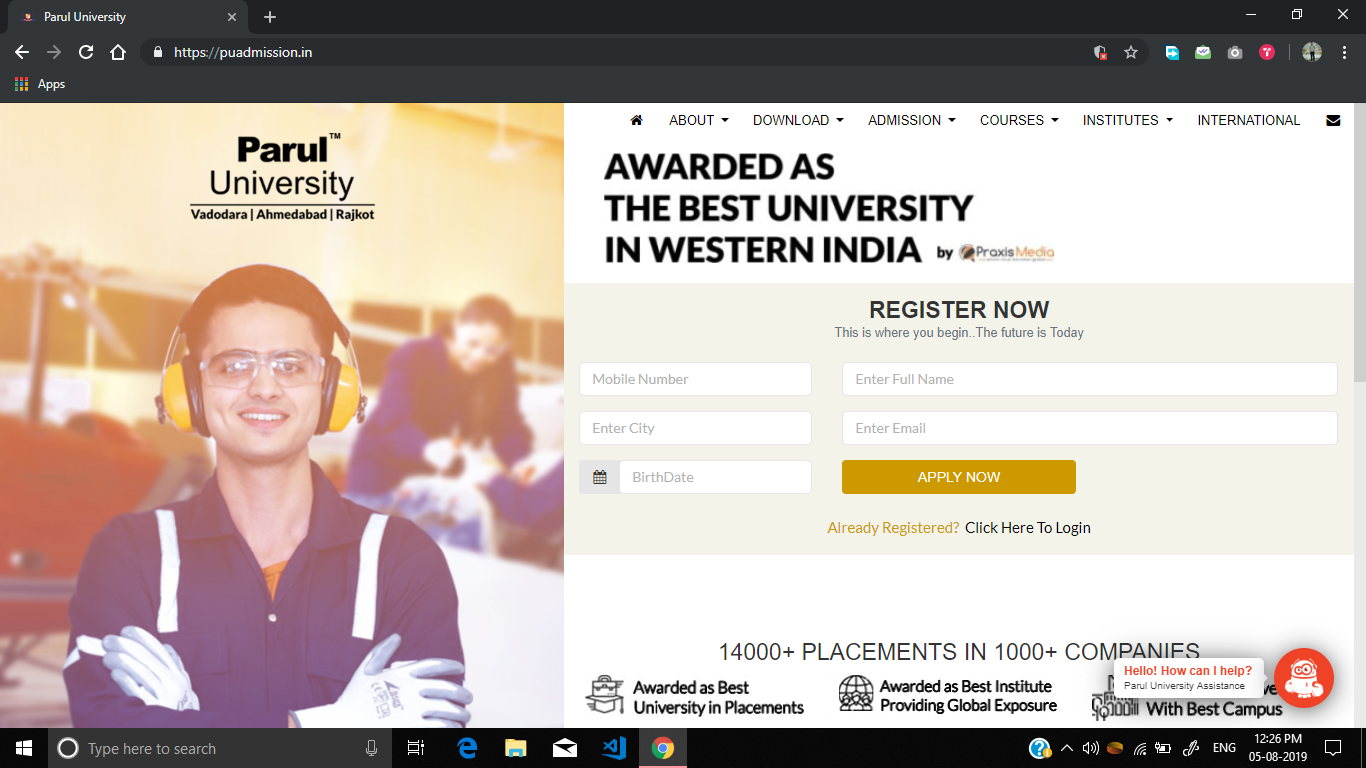 Parul University
https://puadmission.in
Apps
Parul™
University
Vadodara | Ahmedabad | Rajkot
ABOUT
DOWNLOAD
ADMISSION
COURSES
INSTITUTES
INTERNATIONAL
AWARDED AS
THE BEST UNIVERSITY
IN WESTERN INDIA by Praxis Media
REGISTER NOW
This is where you begin..The future is Today
Mobile Number
Enter Full Name
Enter City
Enter Email
BirthDate
APPLY NOW
Already Registered? Click Here To Login
14000+ PLACEMENTS IN 1000+ COMPANIES
Hello! How can I help?
Parul University Assistance
Awarded as Best
University in Placements
Awarded as Best Institute
Providing Global Exposure
With Best Campus
Type here to search
ENG
12:26 PM
05-08-2019